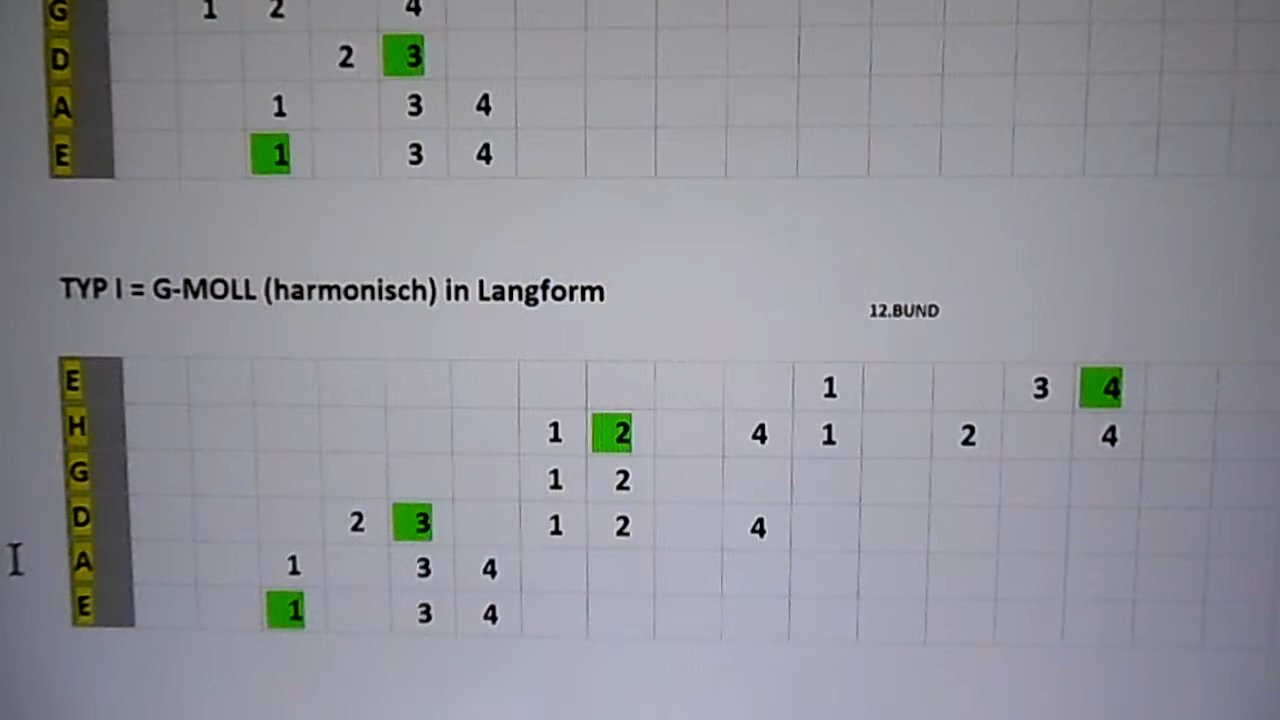 G 1 2 4
D 2 3
A 1 3 4
E 1 3 4
TYP I = G-MOLL (harmonisch) in Langform
12.BUND
E 1 3 4
H 1 2 4 1 2 4
G 1 2
D 2 3 1 2 4
A 1 3 4
E 1 3 4